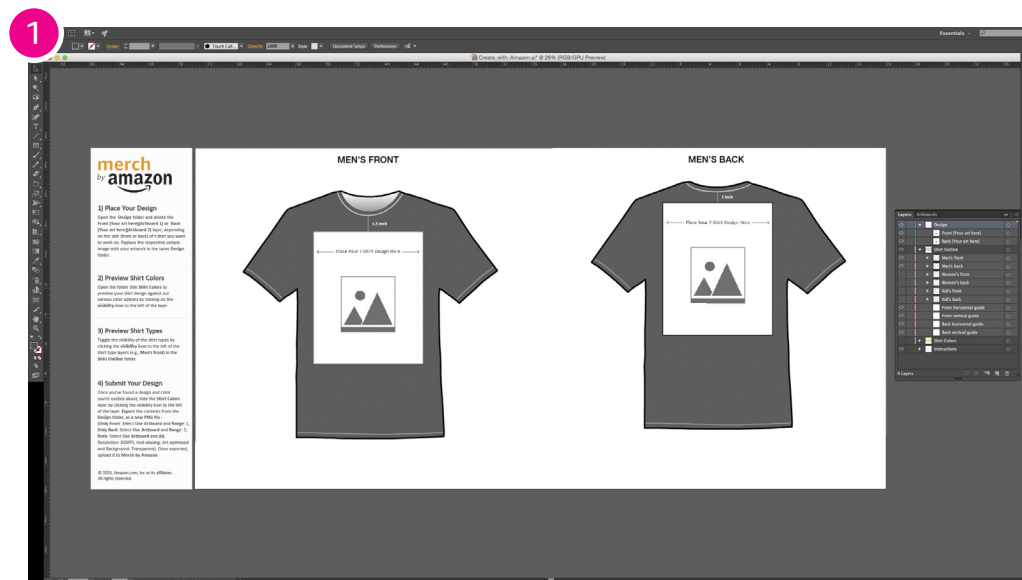 1
Essentials
Stroke:
Touch Call...
Opacity:
100%
Style:
Document Setup
Preferences
Create_with_Amazon.ai* @ 26% (RGB/GPU Preview)
merch
by amazon
1) Place Your Design
Open the Design folder and delete the
Front [Your art here](Artboard 1) or Back
[Your art here](Artboard 2) layer, depending
on the side (front or back) of t-shirt you want
to work on. Replace the respective sample
image with your artwork in the same Design
folder.
2) Preview Shirt Colors
Open the folder title Shirt Colors to
preview your shirt design against our
various color options by clicking on the
visibility icon to the left of the layer.
3) Preview Shirt Types
Toggle the visibility of the shirt types by
clicking the visibility icon to the left of the
shirt type layers (e.g., Men's front) in the
Shirt Outline folder.
4) Submit Your Design
Once you've found a design and color
you're excited about, hide the Shirt Colors
layer by clicking the visibility icon to the left
of the layer. Export the contents from the
Design folder, as a new PNG file -
(Only Front: Select Use Artboard and Range: 1,
Only Back: Select Use Artboard and Range: 2,
Both: Select Use Artboard and All,
Resolution: 300PPI, Anti-aliasing: Art optimized
and Background: Transparent). Once exported,
upload it to Merch by Amazon.
© 2015, Amazon.com, Inc or its affiliates.
All rights reserved.
MEN'S FRONT
1.5 inch
Place Your T-Shirt Design Here
MEN'S BACK
1 inch
Place Your T-Shirt Design Here
Layers Artboards
Design
Front [Your art here]
Back [Your art here]
Shirt Outline
Men's front
Men's back
Women's front
Women's back
Kid's front
Kid's back
Front horizontal guide
Front vertical guide
Back horizontal guide
Back vertical guide
Shirt Colors
Instructions
4 Layers